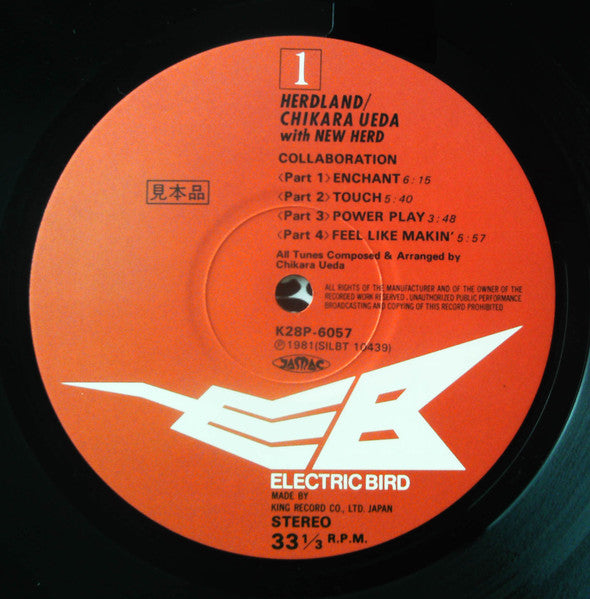 1
HERDLAND/
CHIKARA UEDA
with NEW HERD
COLLABORATION
〈Part 1〉ENCHANT 6:15
見本品
〈Part 2〉TOUCH 5:40
〈Part 3〉POWER PLAY 3:48
〈Part 4〉FEEL LIKE MAKIN' 5:57
All Tunes Composed & Arranged by
Chikara Ueda
ALL RIGHTS OF THE MANUFACTURER AND OF THE OWNER OF THE
RECORDED WORK RESERVED. UNAUTHORIZED PUBLIC PERFORMANCE
BROADCASTING AND COPYING OF THIS RECORD PROHIBITED
K28P-6057
℗1981(SILBT 10439)
JASRAC
EB
ELECTRIC BIRD
MADE BY
KING RECORD CO., LTD. JAPAN
STEREO
33 1/3 R.P.M.